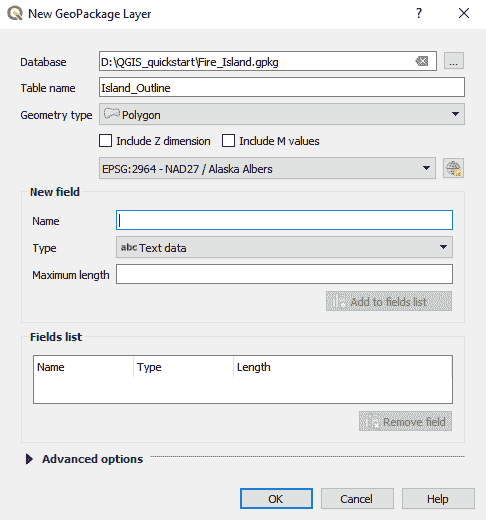 New GeoPackage Layer
? ×
Database D:\QGIS_quickstart\Fire_Island.gpkg ...
Table name Island_Outline
Geometry type Polygon
Include Z dimension Include M values
EPSG:2964 - NAD27 / Alaska Albers
New field
Name
Type abc Text data
Maximum length
Add to fields list
Fields list
Name Type Length
Remove field
Advanced options
OK Cancel Help